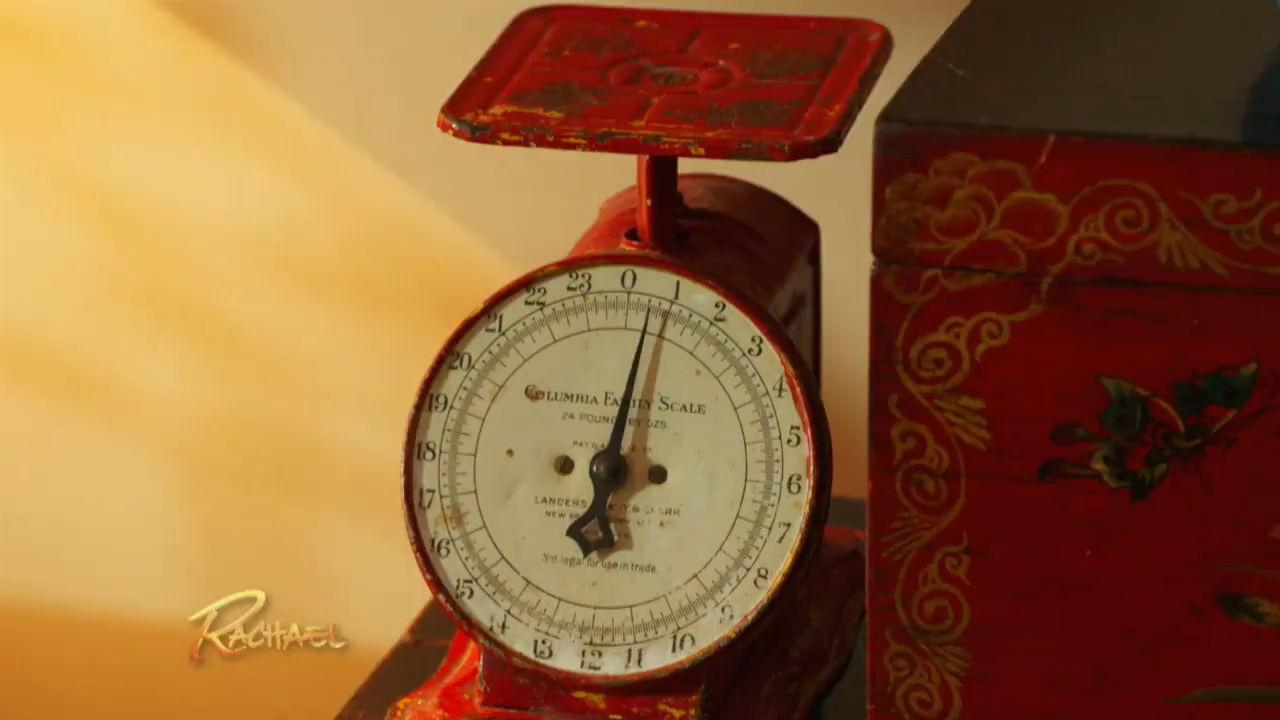 0 1 2 3 4 5 6 7 8 9 10 11 12 13 14 15 16 17 18 19 20 21 22 23
COLUMBIA FAMILY SCALE
24 POUNDS BY OZS.
LANDERS CLARK
NEW
Not legal for use in trade.
RACHAEL